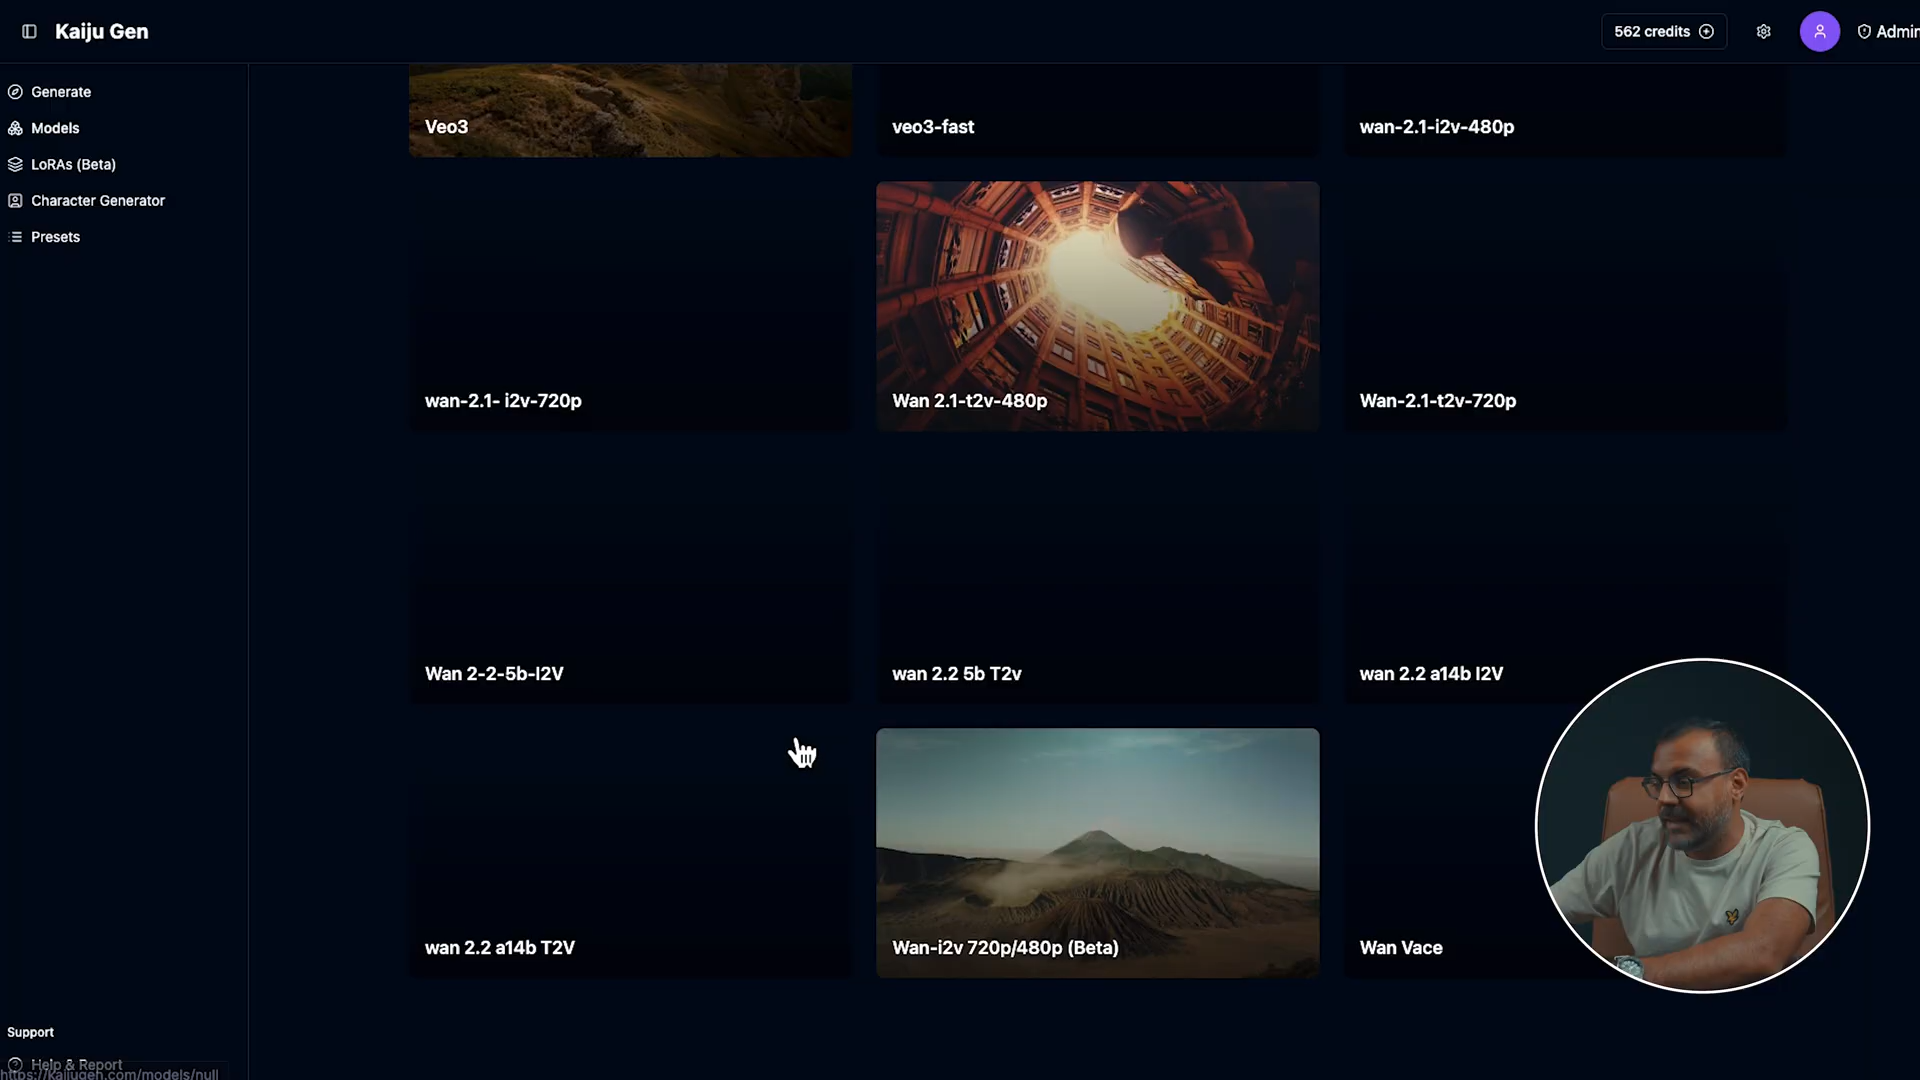 Kaiju Gen
562 credits
Admin
Generate
Models
LoRAs (Beta)
Character Generator
Presets
Veo3
veo3-fast
wan-2.1-i2v-480p
wan-2.1- i2v-720p
Wan 2.1-t2v-480p
Wan-2.1-t2v-720p
Wan 2-2-5b-I2V
wan 2.2 5b T2v
wan 2.2 a14b I2V
wan 2.2 a14b T2V
Wan-i2v 720p/480p (Beta)
Wan Vace
Support
Help & Report
https://kaijugen.com/models/null